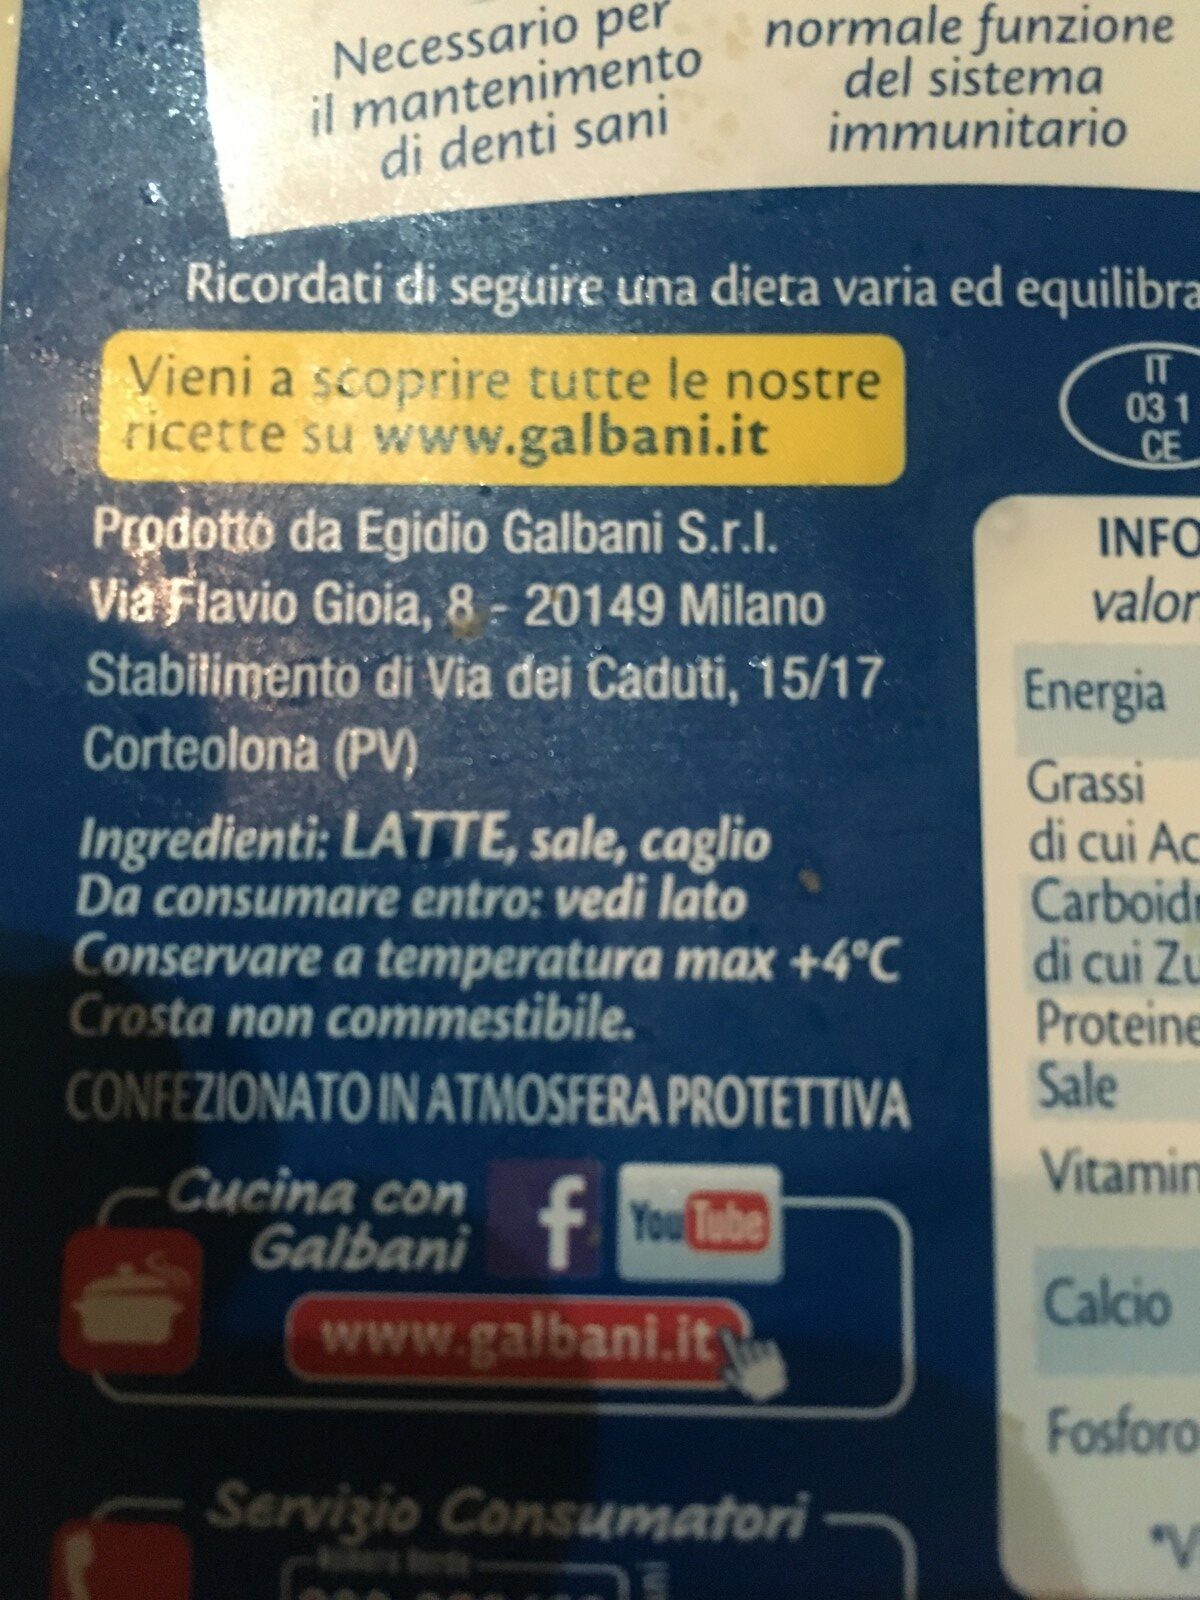 Necessario per
il mantenimento
di denti sani
normale funzione
del sistema
immunitario
Ricordati di seguire una dieta varia ed equilibra
Vieni a scoprire tutte le nostre
ricette su www.galbani.it
IT
03 1
CE
Prodotto da Egidio Galbani S.r.l.
Via Flavio Gioia, 8 - 20149 Milano
Stabilimento di Via dei Caduti, 15/17
Corteolona (PV)
Ingredienti: LATTE, sale, caglio
Da consumare entro: vedi lato
Conservare a temperatura max +4°C
Crosta non commestibile.
CONFEZIONATO IN ATMOSFERA PROTETTIVA
Cucina con
Galbani
f
YouTube
www.galbani.it
Servizio Consumatori
Numero Verde
INFO
valor
Energia
Grassi
di cui Ac
Carboidr
di cui Zu
Proteine
Sale
Vitamin
Calcio
Fosforo
*V